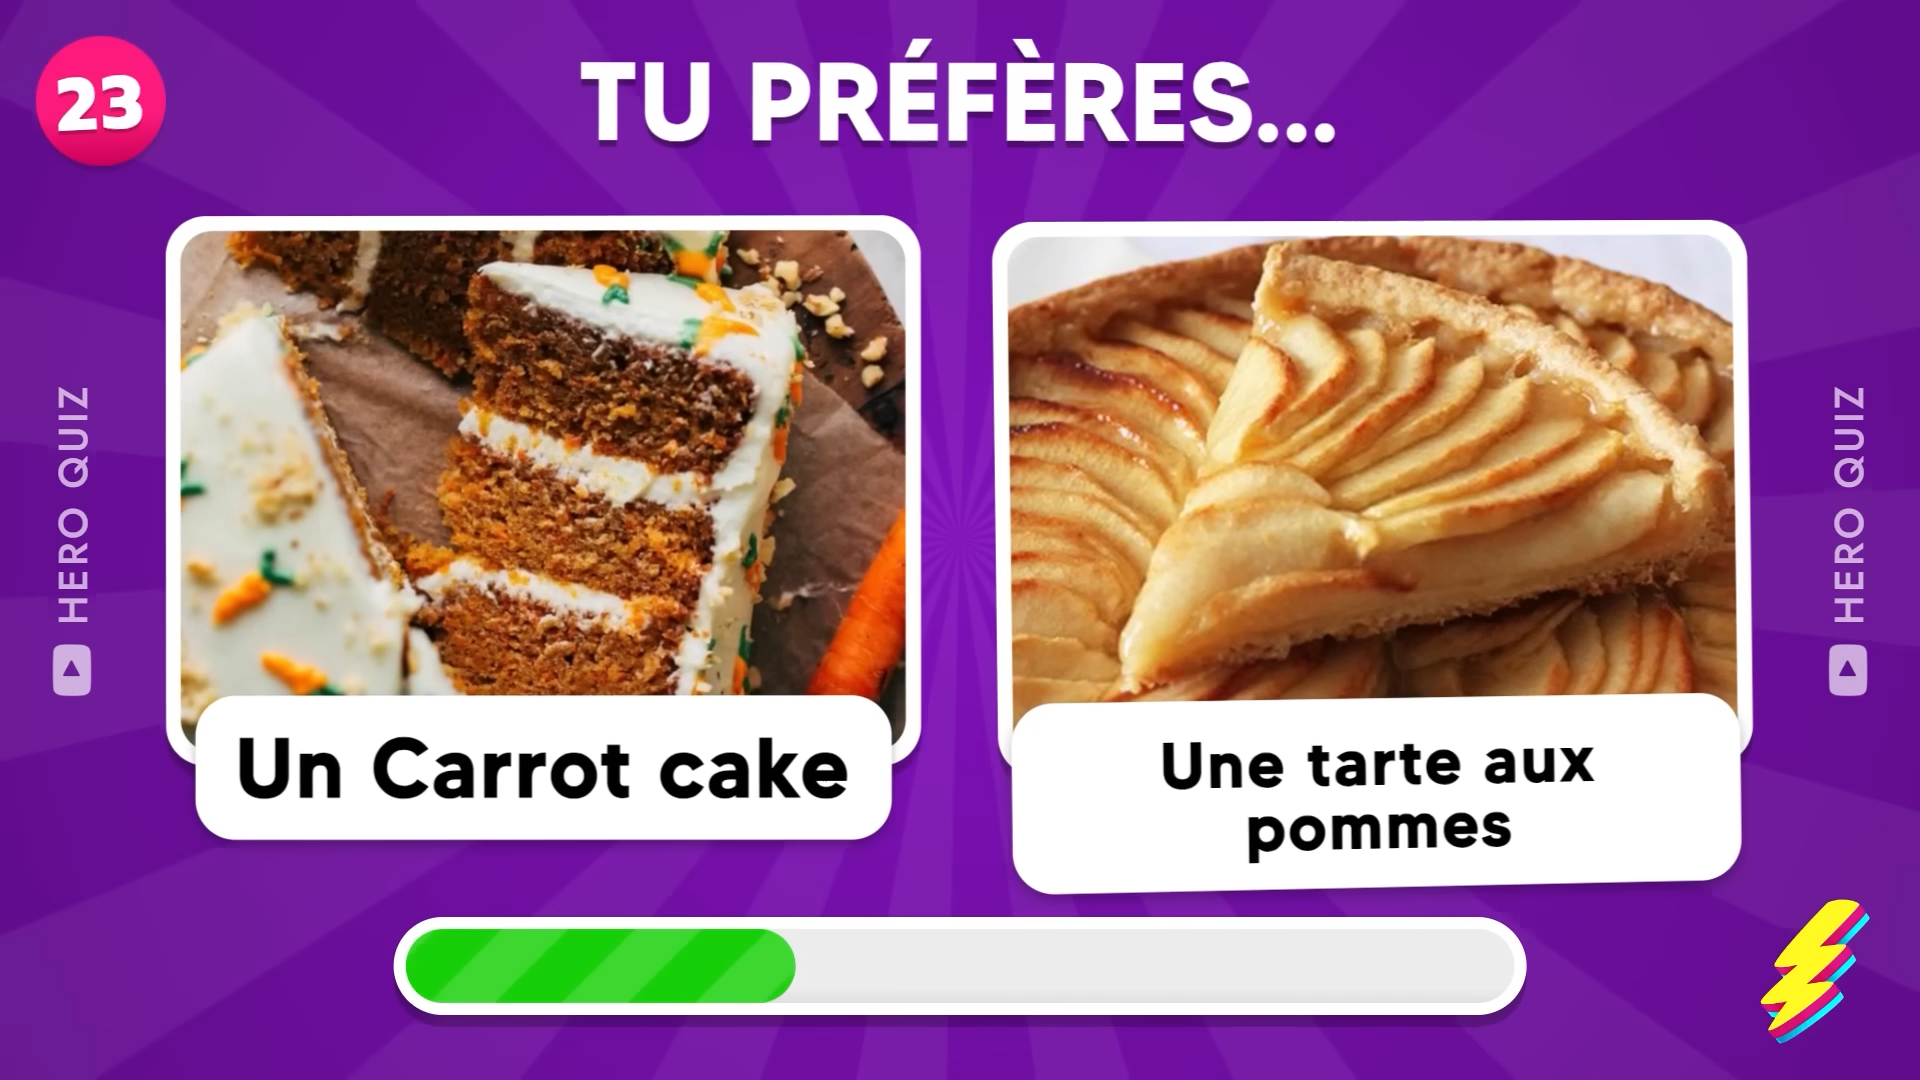 23
TU PRÉFÈRES...
HERO QUIZ
HERO QUIZ
Un Carrot cake
Une tarte aux
pommes